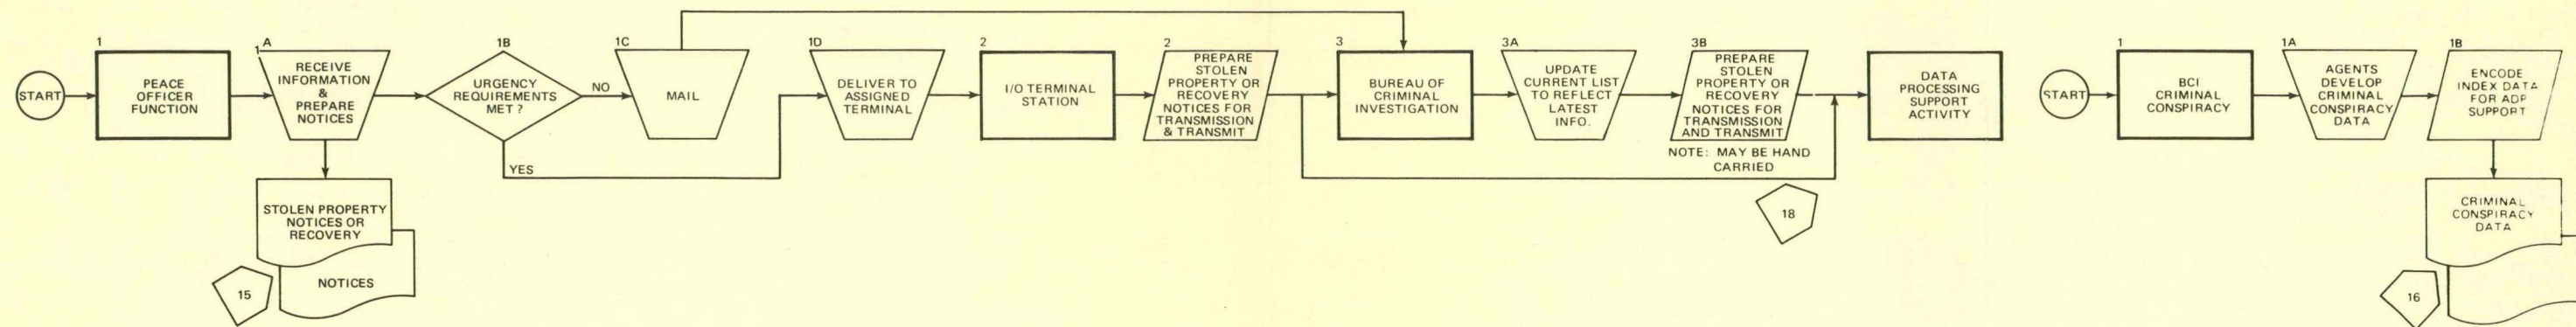 START
1
PEACE
OFFICER
FUNCTION
1A
RECEIVE
INFORMATION
&
PREPARE
NOTICES
STOLEN PROPERTY
NOTICES OR
RECOVERY
NOTICES
15
1B
URGENCY
REQUIREMENTS
MET ?
NO
YES
1C
MAIL
1D
DELIVER TO
ASSIGNED
TERMINAL
2
I/O TERMINAL
STATION
2
PREPARE
STOLEN
PROPERTY OR
RECOVERY
NOTICES FOR
TRANSMISSION
& TRANSMIT
3
BUREAU OF
CRIMINAL
INVESTIGATION
3A
UPDATE
CURRENT LIST
TO REFLECT
LATEST
INFO.
3B
PREPARE
STOLEN
PROPERTY OR
RECOVERY
NOTICES FOR
TRANSMISSION
AND TRANSMIT
NOTE: MAY BE HAND
CARRIED
18
DATA
PROCESSING
SUPPORT
ACTIVITY
START
1
BCI
CRIMINAL
CONSPIRACY
1A
AGENTS
DEVELOP
CRIMINAL
CONSPIRACY
DATA
1B
ENCODE
INDEX DATA
FOR ADP
SUPPORT
CRIMINAL
CONSPIRACY
DATA
16